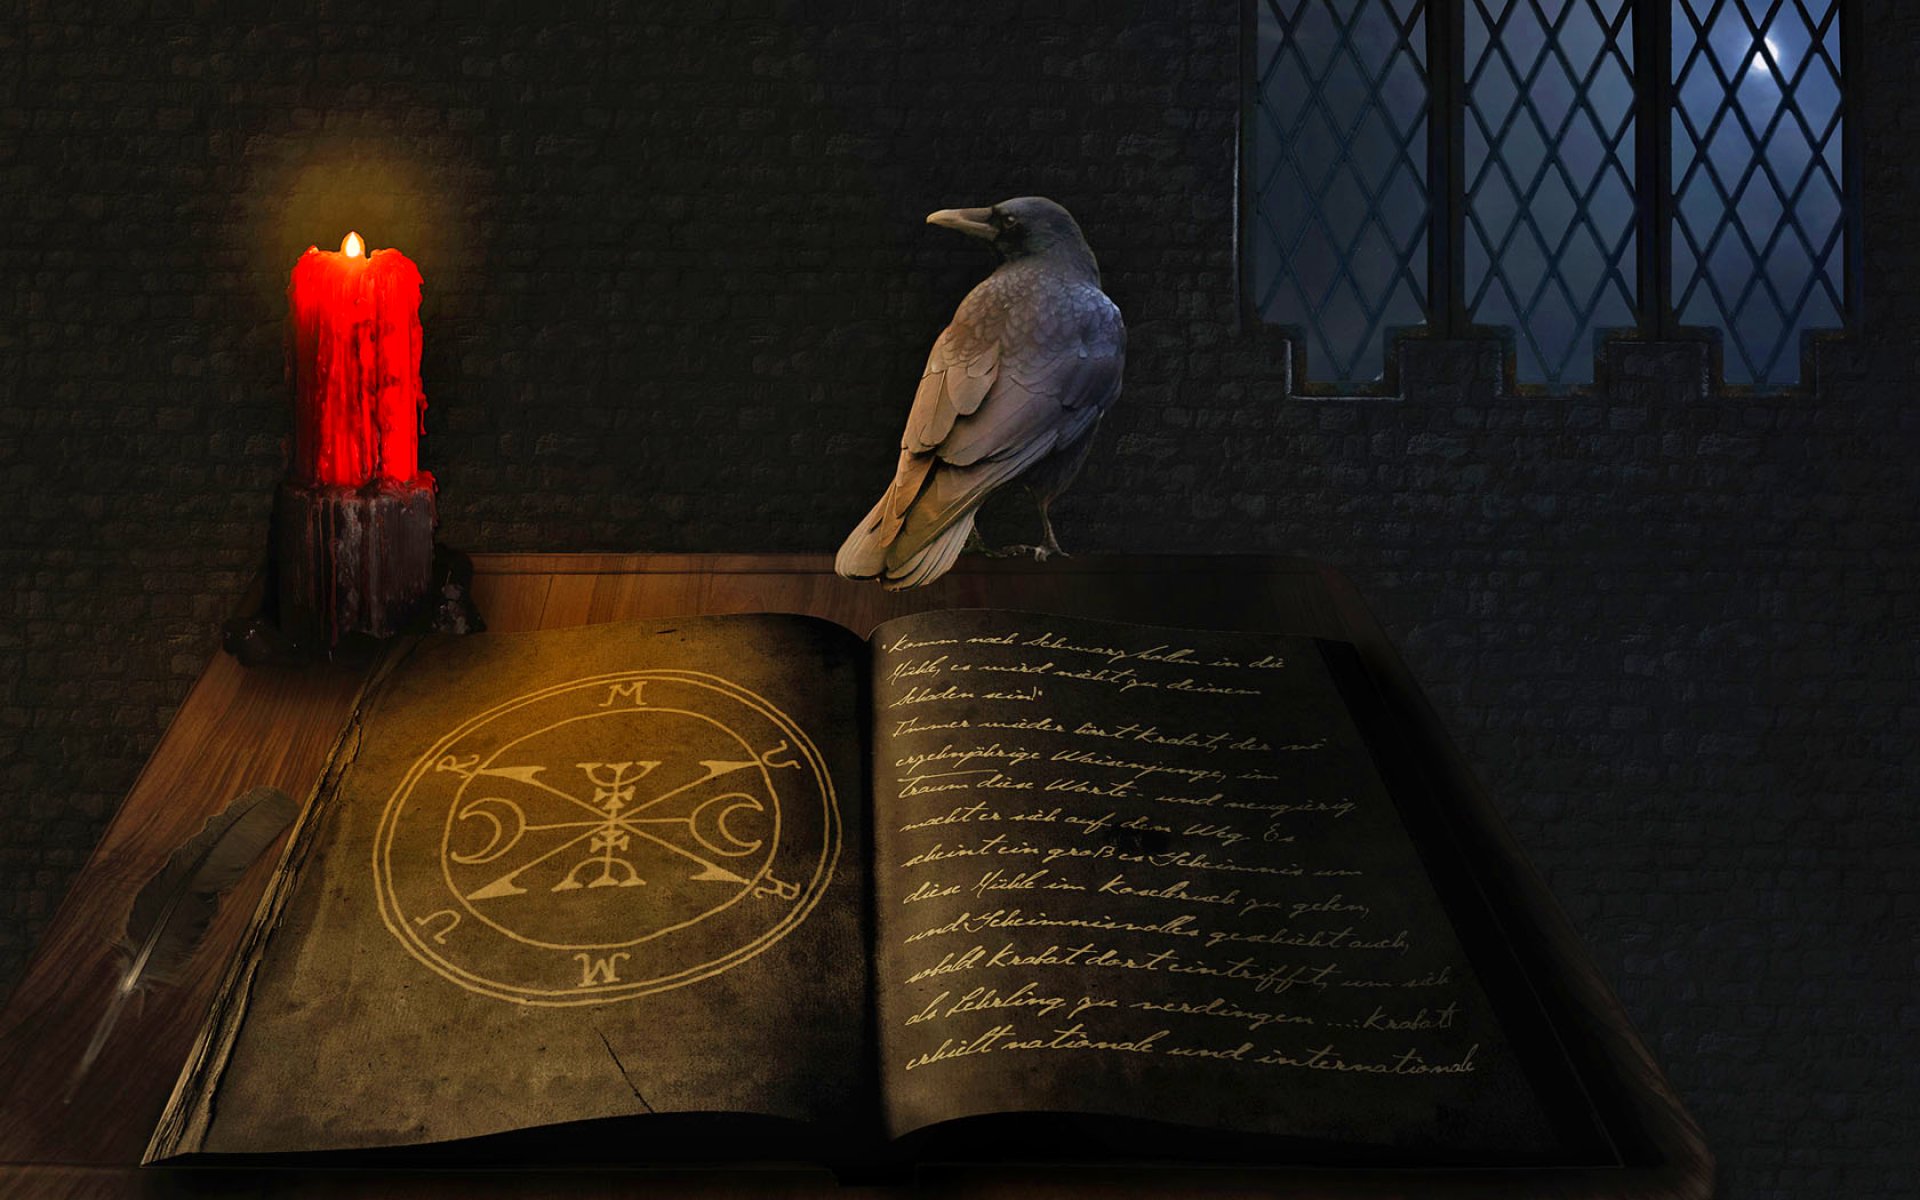 M
R U
U R
M
"Komm nach Schwarzkollm in die
Mühle, es wird nicht zu deinem
Schaden sein!"
Immer wieder hört Krabat, der vi
erzehnjährige Waisenjunge, im
Traum diese Worte - und neugierig
macht er sich auf den Weg. Es
scheint ein großes Geheimnis um
diese Mühle im Koselbruch zu geben,
und Geheimnisvolles geschieht auch,
sobald Krabat dort eintrifft, um sich
als Lehrling zu verdingen .... Krabat
erhielt nationale und internationale